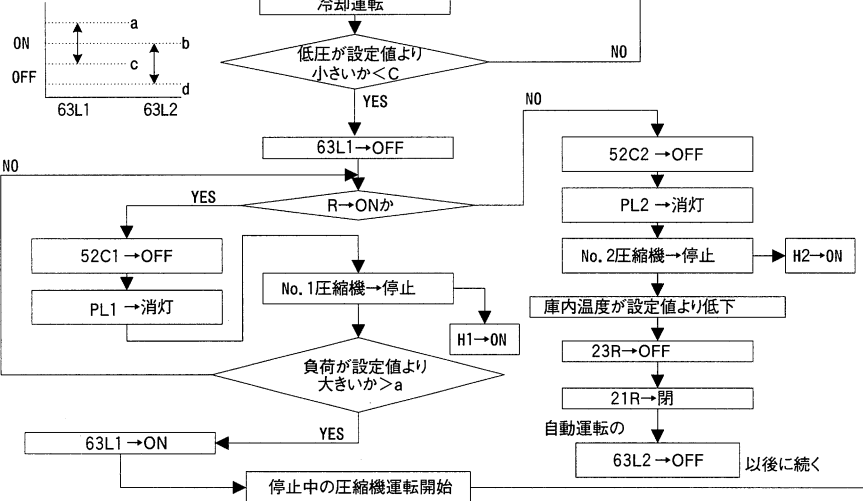 冷却運転
a
ON
b
c
OFF
d
63L1
63L2
低圧が設定値より
小さいか<C
NO
YES
63L1→OFF
NO
R→ONか
YES
NO
52C1→OFF
PL1→消灯
No.1圧縮機→停止
H1→ON
負荷が設定値より
大きいか>a
YES
63L1→ON
停止中の圧縮機運転開始
52C2→OFF
PL2→消灯
No.2圧縮機→停止
H2→ON
庫内温度が設定値より低下
23R→OFF
21R→閉
自動運転の
63L2→OFF
以後に続く